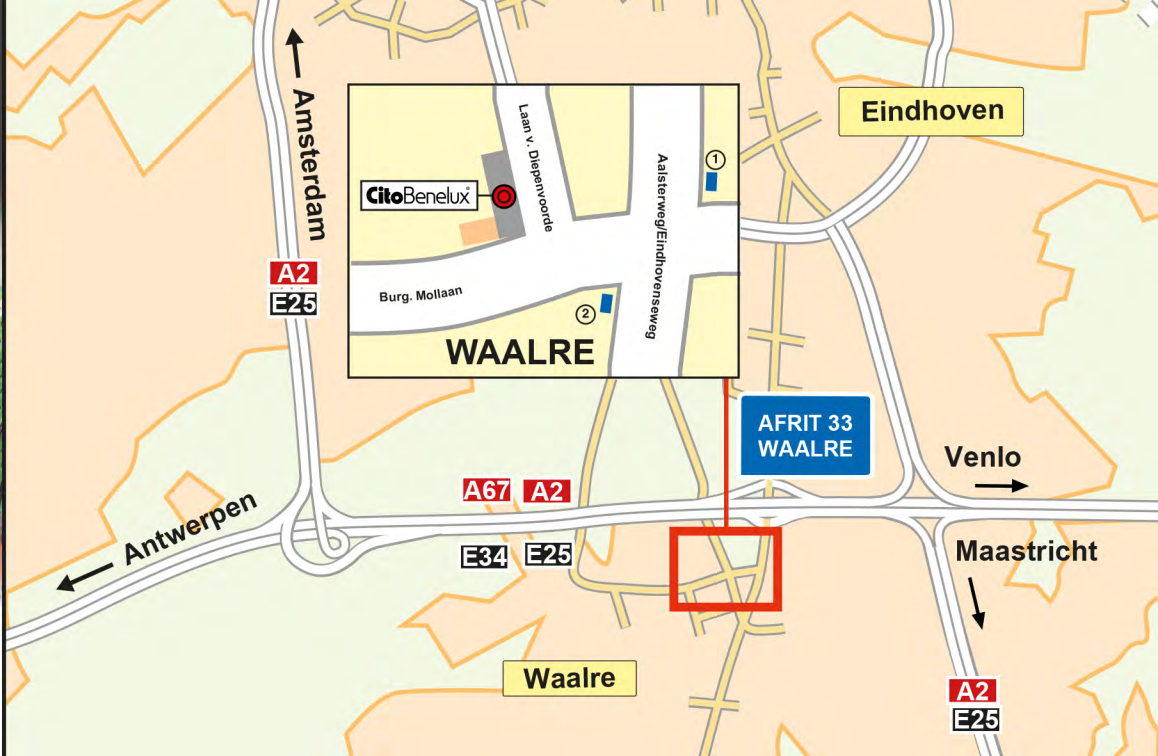 Amsterdam
Eindhoven
Laan v. Diepenvoorde
Aalsterweg/Eindhovenseweg
1
CitoBenelux
A2
E25
Burg. Mollaan
2
WAALRE
AFRIT 33
WAALRE
Venlo
A67 A2
Antwerpen
E34 E25
Maastricht
Waalre
A2
E25